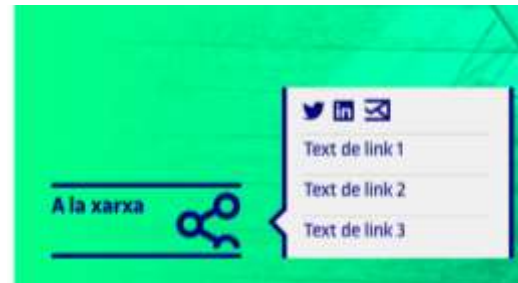 A la xarxa
Text de link 1
Text de link 2
Text de link 3